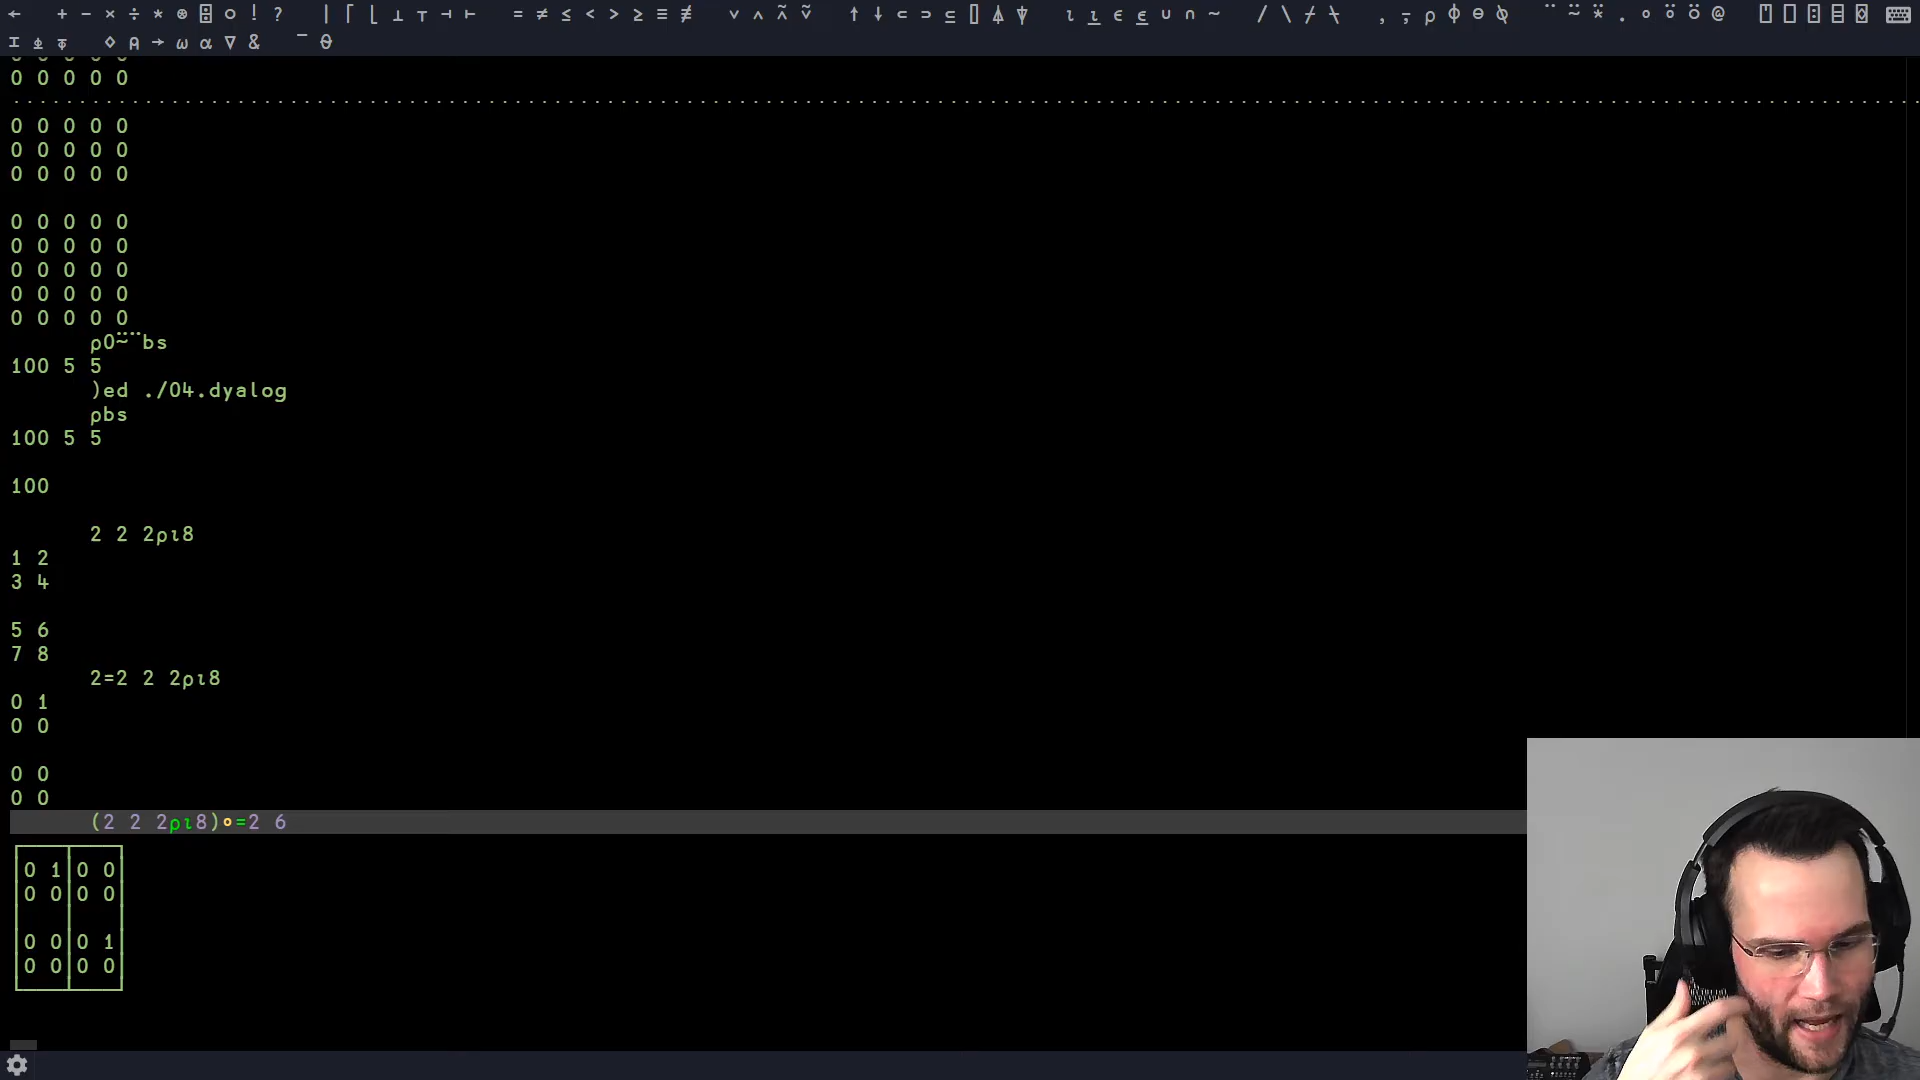 ← + − × ÷ * ⍟ ⌹ ○ ! ? | ⌈ ⌊ ⊥ ⊤ ⊣ ⊢ = ≠ ≤ < > ≥ ≡ ≢ ∨ ∧ ⍲ ⍱ ↑ ↓ ⊂ ⊃ ⊆ ⌷ ⍋ ⍒ ⍳ ⍸ ∊ ⍷ ∪ ∩ ~ / \ ⌿ ⍀ , ⍪ ⍴ ⌽ ⊖ ⍉ ¨ ⍨ ⍣ . ∘ ⍤ ⍥ @ ⍞ ⎕ ⍠ ⌸ ⌺
⌶ ⍎ ⍕ ⋄ ⍝ → ⍵ ⍺ ∇ & ¯ ⍬
0 0 0 0 0
0 0 0 0 0
0 0 0 0 0
0 0 0 0 0
0 0 0 0 0
0 0 0 0 0
0 0 0 0 0
0 0 0 0 0
0 0 0 0 0
0 0 0 0 0
⍴0⍨¨bs
100 5 5
)ed ./04.dyalog
⍴bs
100 5 5
100
2 2 2⍴⍳8
1 2
3 4
5 6
7 8
2=2 2 2⍴⍳8
0 1
0 0
0 0
0 0
(2 2 2⍴⍳8)∘=2 6
0 1 0 0
0 0 0 0
0 0 0 1
0 0 0 0